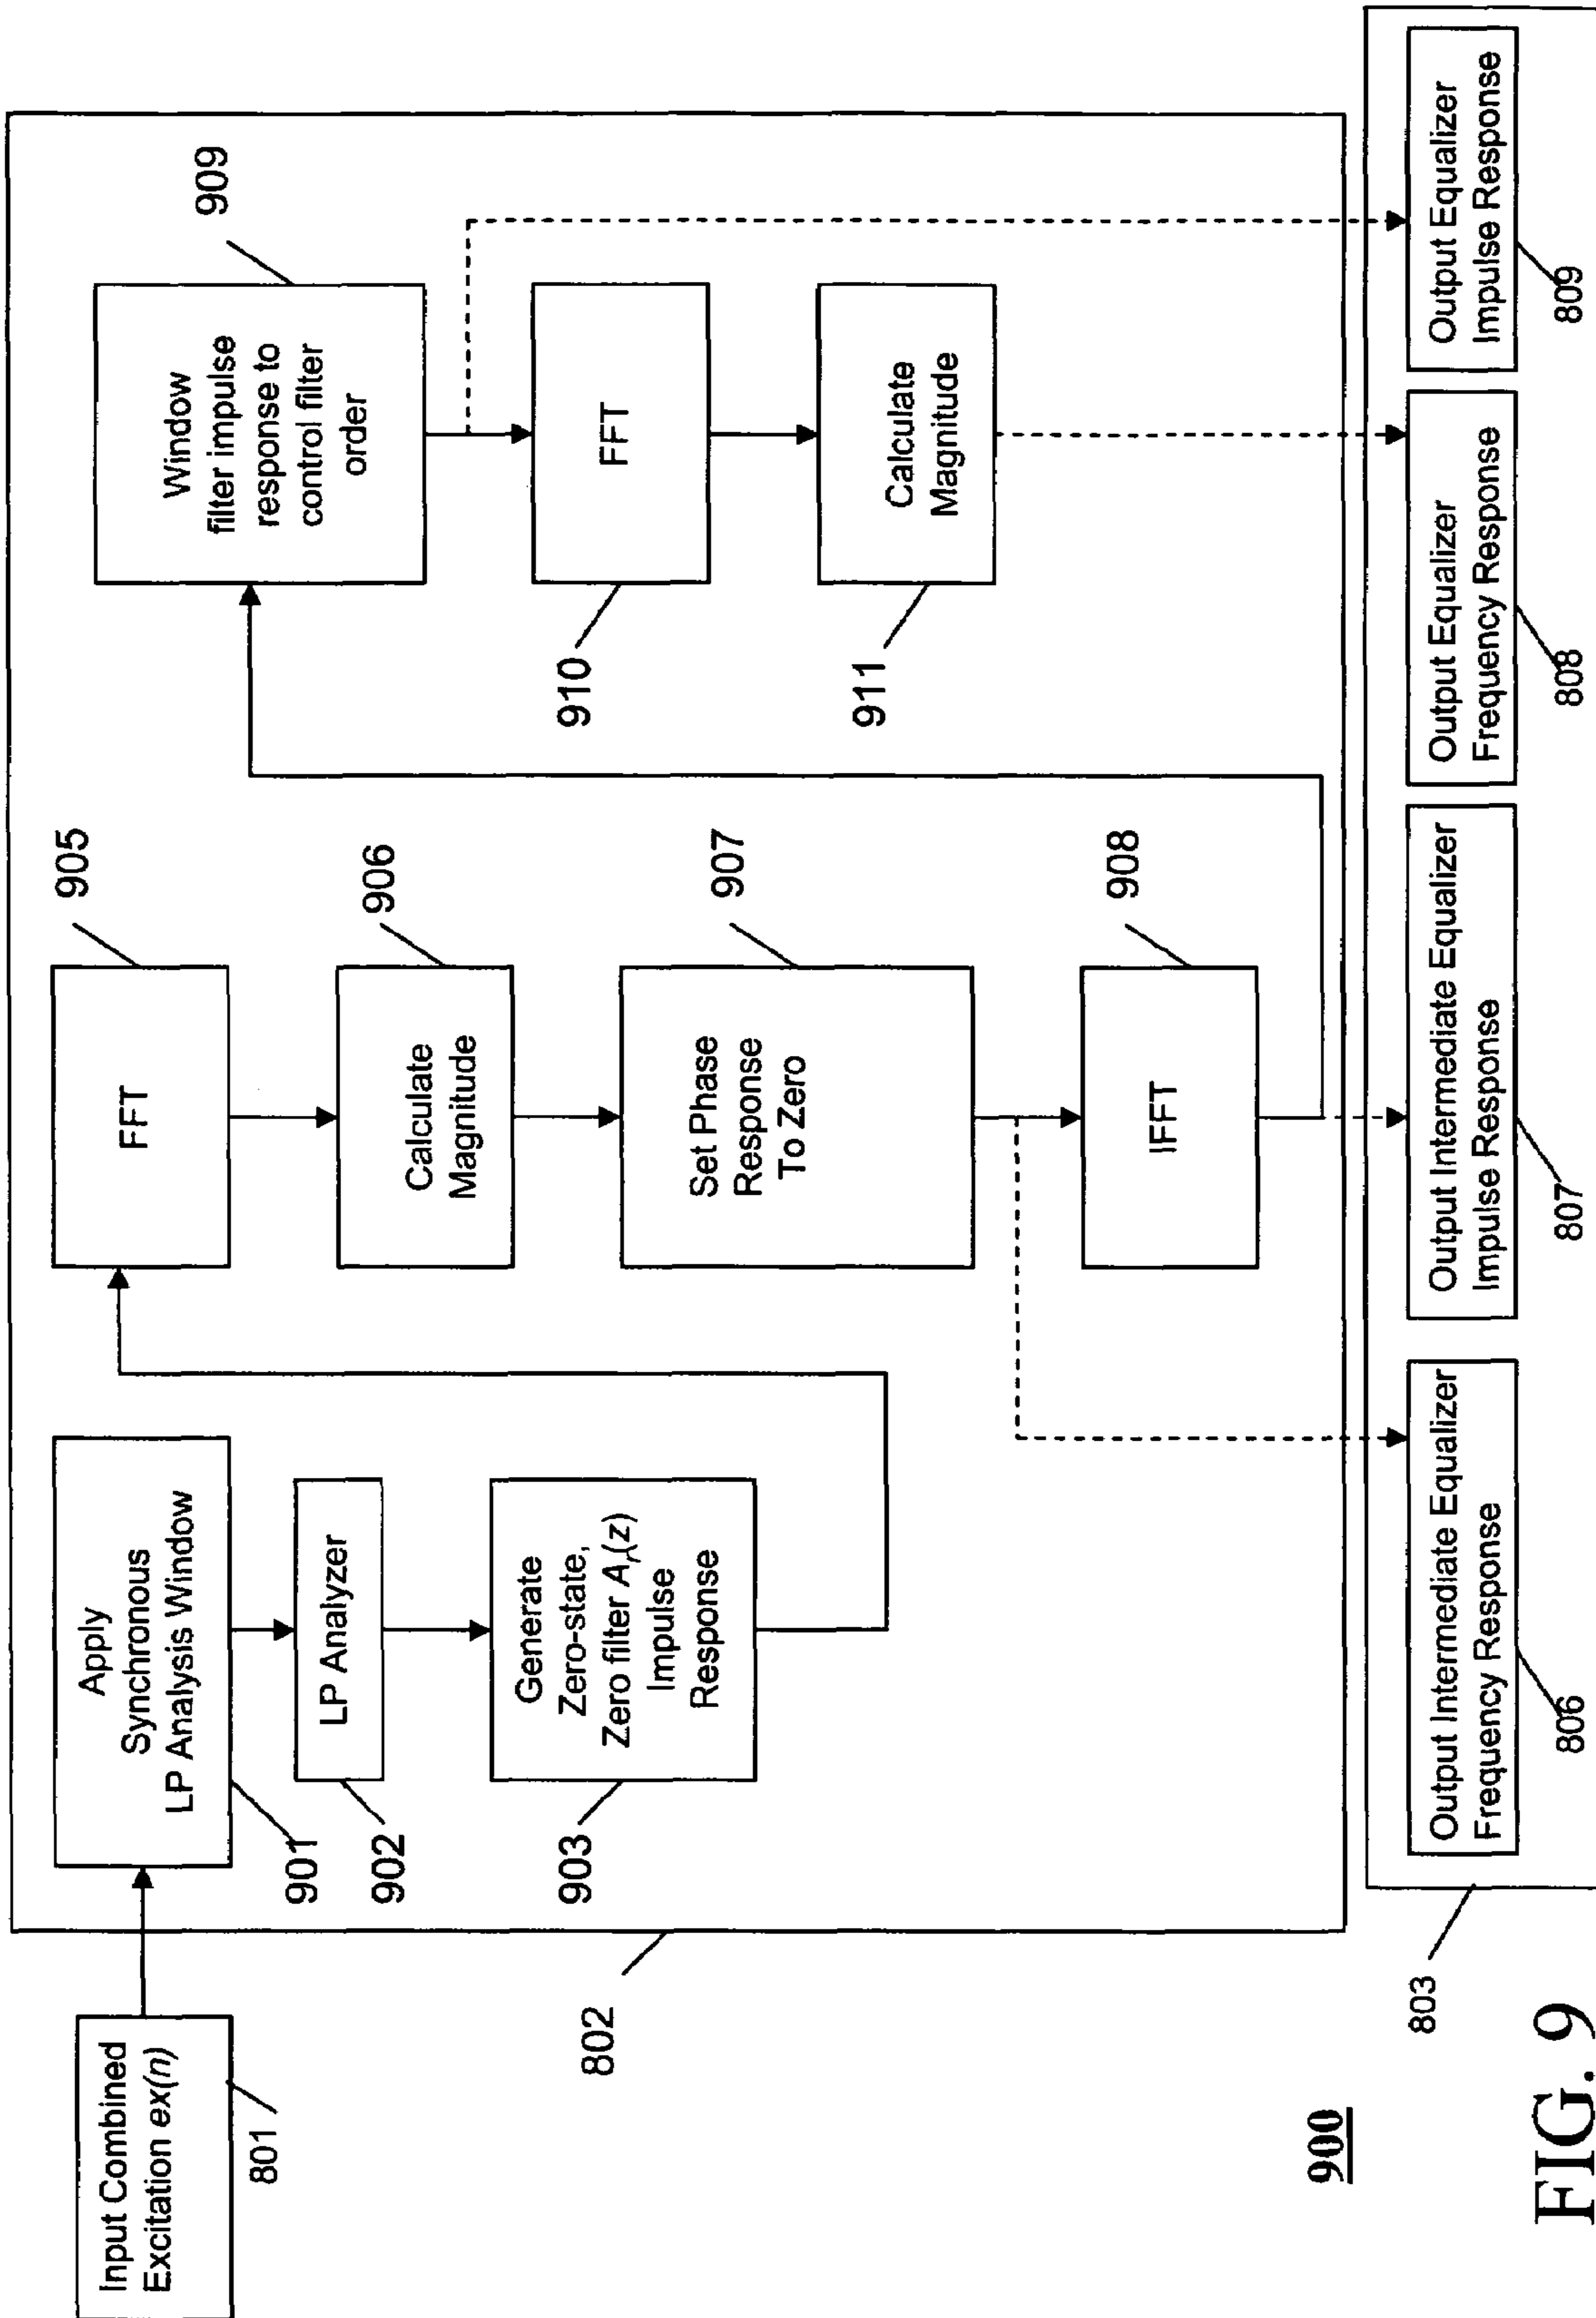 Input Combined
Excitation ex(n)
801
Apply
Synchronous
LP Analysis Window
901
LP Analyzer
902
Generate
Zero-state,
Zero filter Ar(z)
Impulse
Response
903
FFT
905
Calculate
Magnitude
906
Set Phase
Response
To Zero
907
IFFT
908
Window
filter impulse
response to
control filter
order
909
FFT
910
Calculate
Magnitude
911
802
803
Output Intermediate Equalizer
Frequency Response
806
Output Intermediate Equalizer
Impulse Response
807
Output Equalizer
Frequency Response
808
Output Equalizer
Impulse Response
809
900
FIG. 9